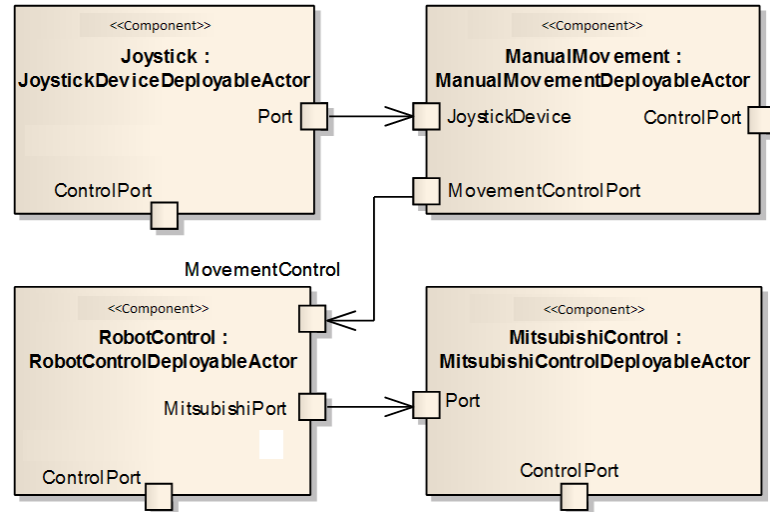 <<Component>>
Joystick :
JoystickDeviceDeployableActor
Port
ControlPort
<<Component>>
ManualMovement :
ManualMovementDeployableActor
JoystickDevice
ControlPort
MovementControlPort
MovementControl
<<Component>>
RobotControl :
RobotControlDeployableActor
MitsubishiPort
ControlPort
<<Component>>
MitsubishiControl :
MitsubishiControlDeployableActor
Port
ControlPort